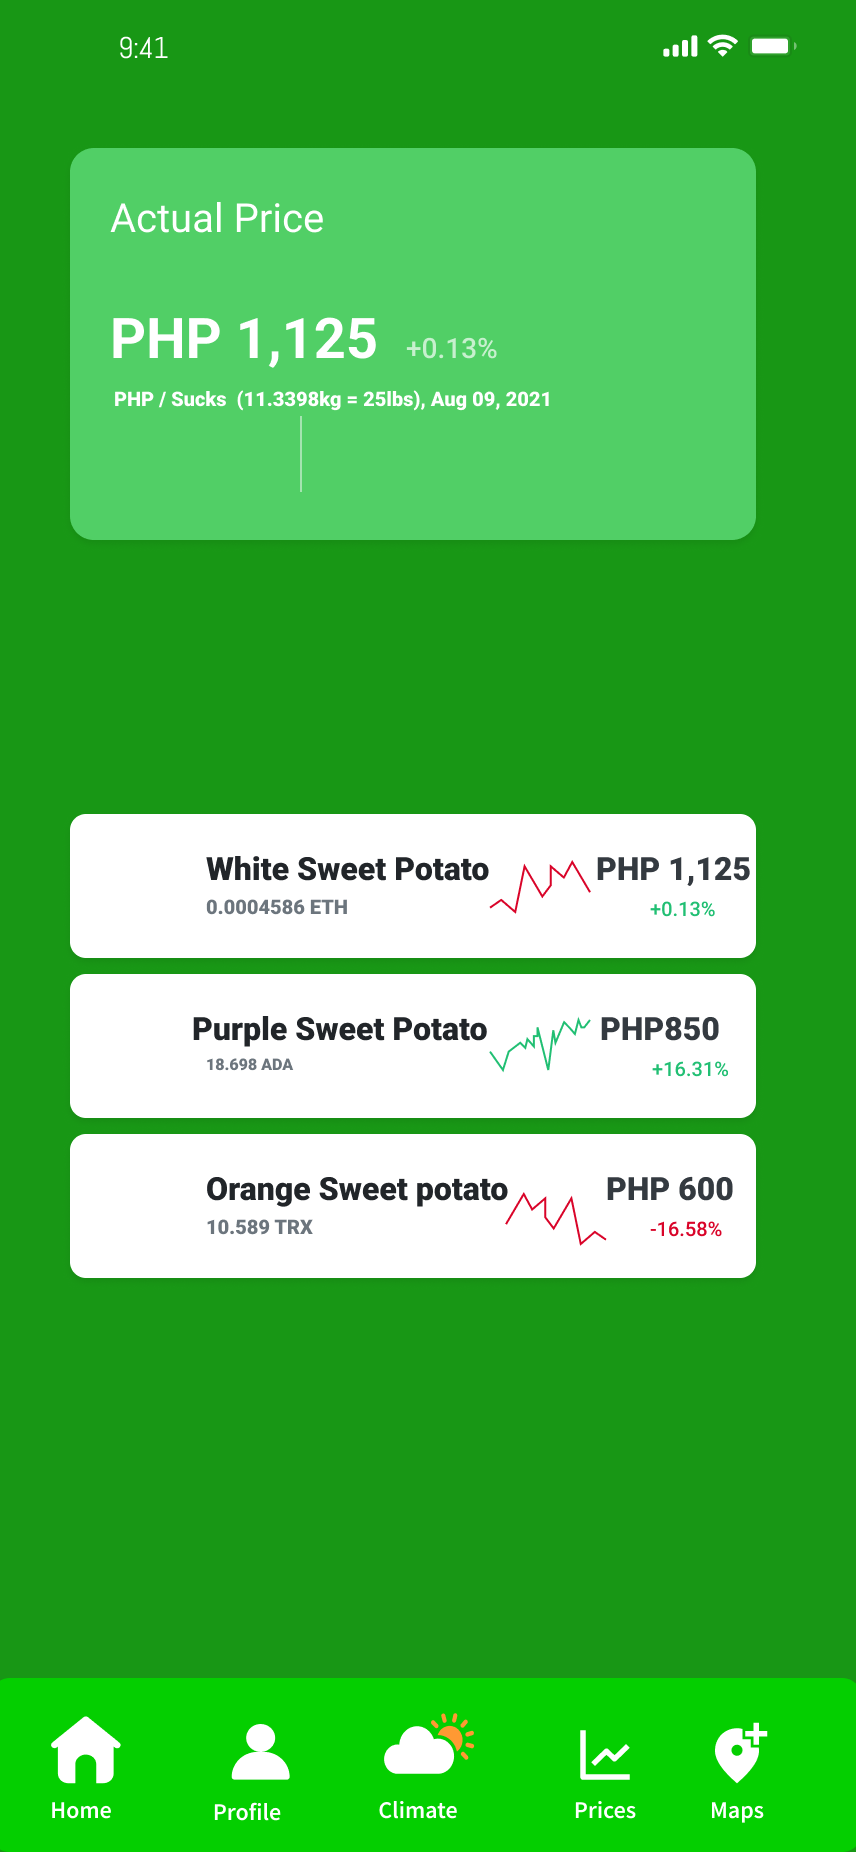 9:41
Actual Price
PHP 1,125 +0.13%
PHP / Sucks (11.3398kg = 25lbs), Aug 09, 2021
White Sweet Potato PHP 1,125
0.0004586 ETH +0.13%
Purple Sweet Potato PHP850
18.698 ADA +16.31%
Orange Sweet potato PHP 600
10.589 TRX -16.58%
Home Profile Climate Prices Maps